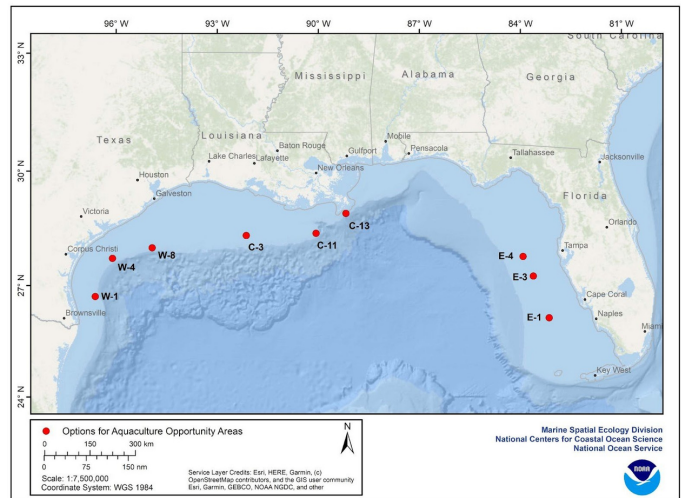 96° W
93° W
90° W
87° W
84° W
81° W
33° N
30° N
27° N
24° N
South Carolina
Mississippi
Alabama
Georgia
Texas
Louisiana
Baton Rouge
Mobile
Lake Charles
Lafayette
Gulfport
Pensacola
Tallahassee
Jacksonville
Houston
New Orleans
Galveston
Florida
Victoria
Orlando
C-13
C-3
C-11
Corpus Christi
W-8
W-4
Tampa
E-4
E-3
W-1
Cape Coral
Brownsville
E-1
Naples
Miami
Key West
Options for Aquaculture Opportunity Areas
0 150 300 km
0 75 150 nm
Scale: 1:7,500,000
Coordinate System: WGS 1984
N
Service Layer Credits: Esri, HERE, Garmin, (c)
OpenStreetMap contributors, and the GIS user community
Esri, Garmin, GEBCO, NOAA NGDC, and other
Marine Spatial Ecology Division
National Centers for Coastal Ocean Science
National Ocean Service
NOAA